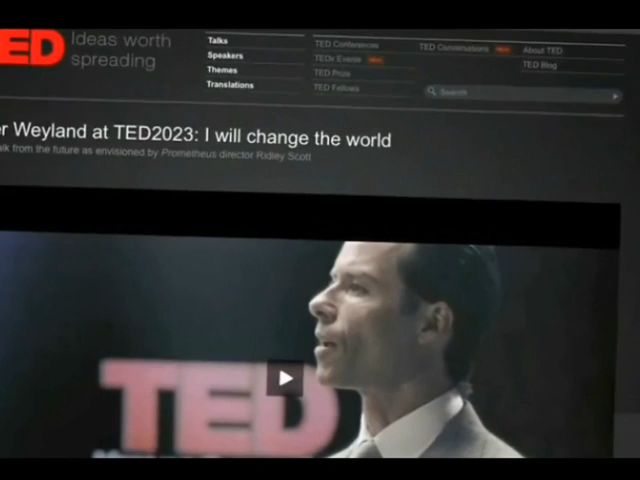 TED Ideas worth
spreading
Talks
Speakers
Themes
Translations
TED Conferences
TEDx Events
TED Prize
TED Fellows
TED Conversations
About TED
TED Blog
Search
er Weyland at TED2023: I will change the world
alk from the future as envisioned by Prometheus director Ridley Scott
TED